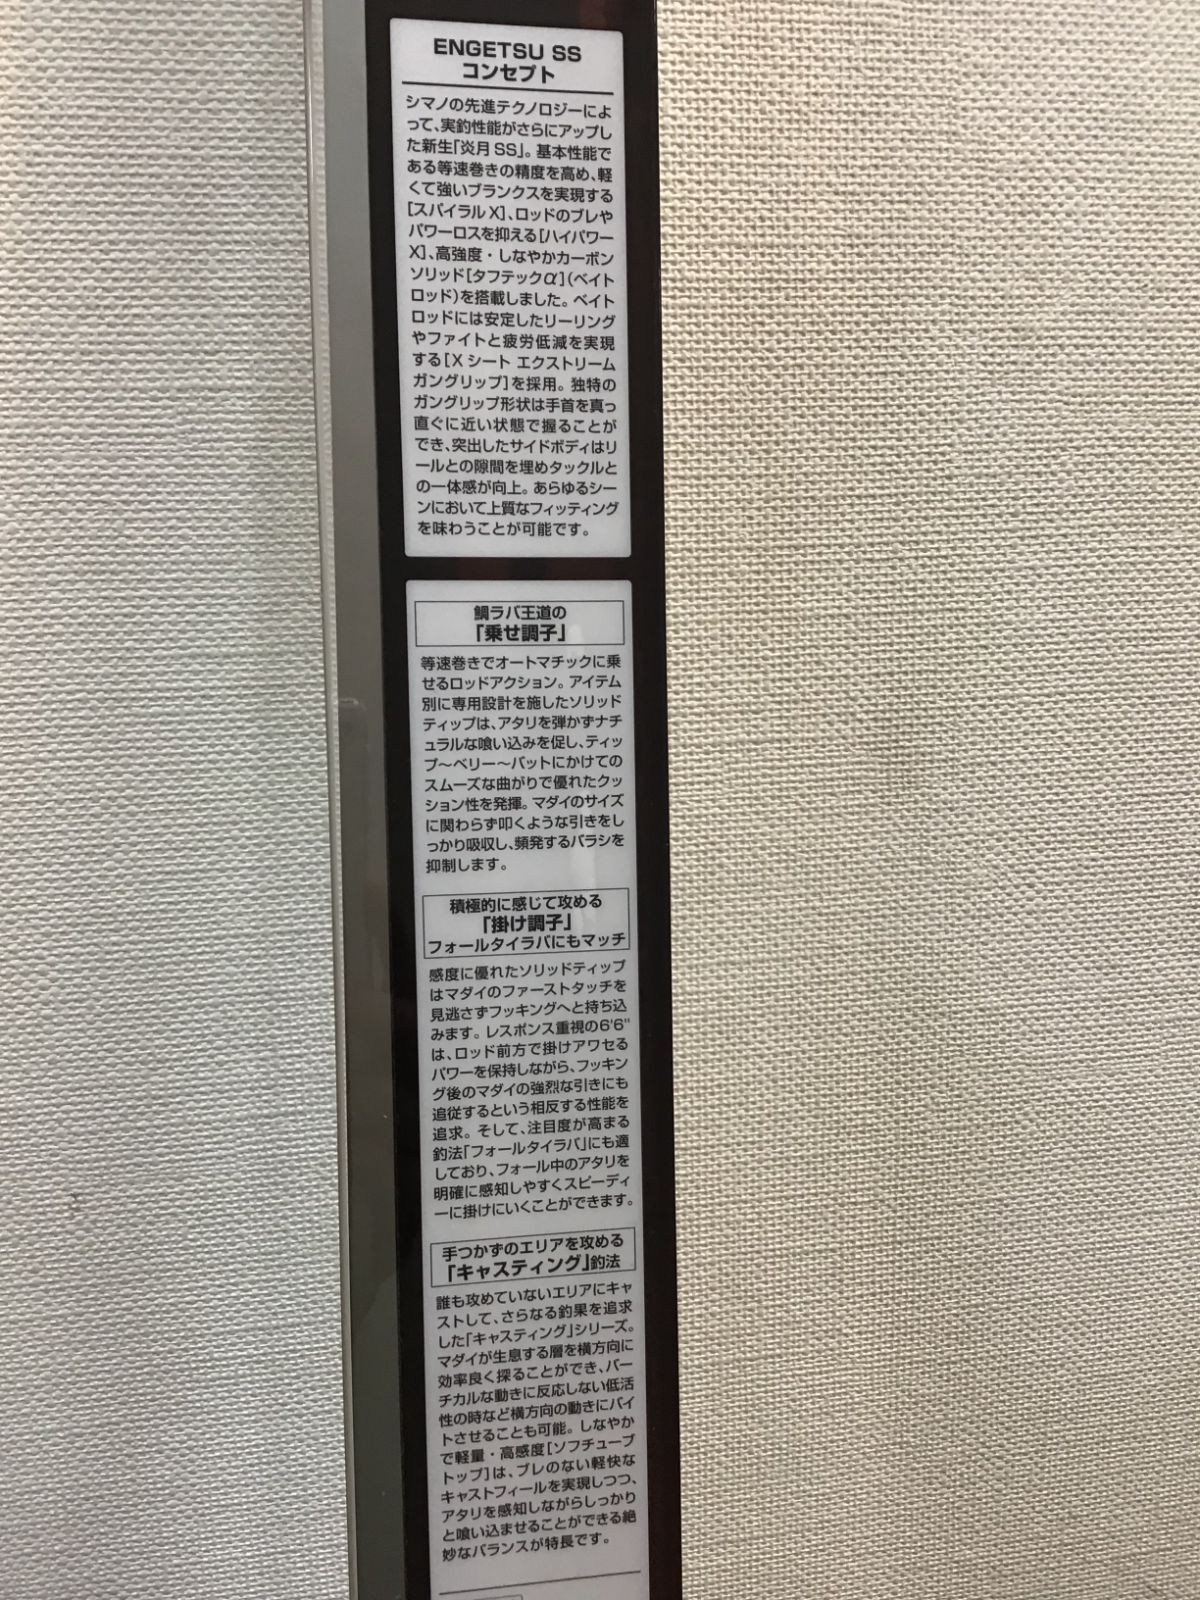 ENGETSU SS
コンセプト
シマノの先進テクノロジーによ
って、実釣性能がさらにアップし
た新生「炎月SS」。基本性能で
ある等速巻きの精度を高め、軽
くて強いブランクスを実現する
[スパイラルX]、ロッドのブレや
パワーロスを抑える[ハイパワー
X]、高強度・しなやかカーボン
ソリッド[タフテックα](ベイト
ロッド)を搭載しました。ベイト
ロッドには安定したリーリング
やファイトと疲労低減を実現
する[Xシート エクストリーム
ガングリップ]を採用。独特の
ガングリップ形状は手首を真っ
直ぐに近い状態で握ることが
でき、突出したサイドボディはリ
ールとの隙間を埋めタックルと
の一体感が向上。あらゆるシー
ンにおいて上質なフィッティング
を味わうことが可能です。
鯛ラバ王道の
「乗せ調子」
等速巻きでオートマチックに乗
せるロッドアクション。アイテム
別に専用設計を施したソリッド
ティップは、アタリを弾かずナチ
ュラルな喰い込みを促し、ティッ
プ～ベリー～バットにかけての
スムーズな曲がりで優れたクッ
ション性を発揮。マダイのサイズ
に関わらず叩くような引きをし
っかり吸収し、頻発するバラシを
抑制します。
積極的に感じて攻める
「掛け調子」
フォールタイラバにもマッチ
感度に優れたソリッドティップ
はマダイのファーストタッチを
見逃さずフッキングへと持ち込
みます。レスポンス重視の6'6"
は、ロッド前方で掛けアワセる
パワーを保持しながら、フッキン
グ後のマダイの強烈な引きにも
追従するという相反する性能を
追求。そして、注目度が高まる
釣法「フォールタイラバ」にも適
しており、フォール中のアタリを
明確に感知しやすくスピーディ
ーに掛けにいくことができます。
手つかずのエリアを攻める
「キャスティング」釣法
誰も攻めていないエリアにキャ
ストして、さらなる釣果を追求
した「キャスティング」シリーズ。
マダイが生息する層を横方向に
効率良く探ることができ、バー
チカルな動きに反応しない低活
性の時など横方向の動きにバイ
トさせることも可能。しなやか
で軽量・高感度[ソフチューブ
トップ]は、ブレのない軽快な
キャストフィールを実現しつつ、
アタリを感知しながらしっかり
と喰い込ませることができる絶
妙なバランスが特長です。